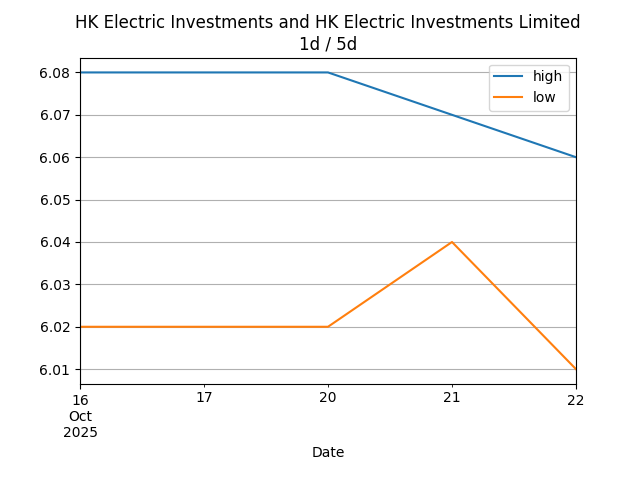 HK Electric Investments and HK Electric Investments Limited
1d / 5d
high
low
6.08
6.07
6.06
6.05
6.04
6.03
6.02
6.01
16 17 20 21 22
Oct
2025
Date